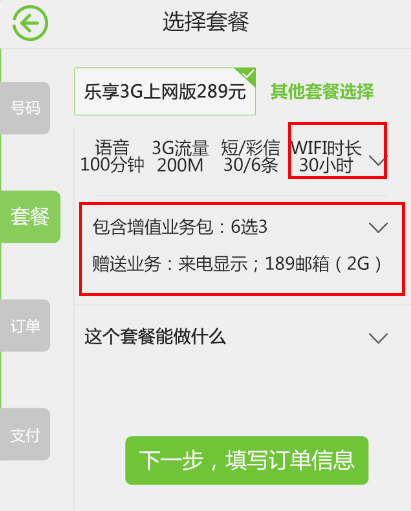 选择套餐
号码
乐享3G上网版289元 其他套餐选择
语音 3G流量 短/彩信 WIFI时长
100分钟 200M 30/6条 30小时
套餐
包含增值业务包：6选3
赠送业务：来电显示；189邮箱（2G）
订单
这个套餐能做什么
支付
下一步，填写订单信息